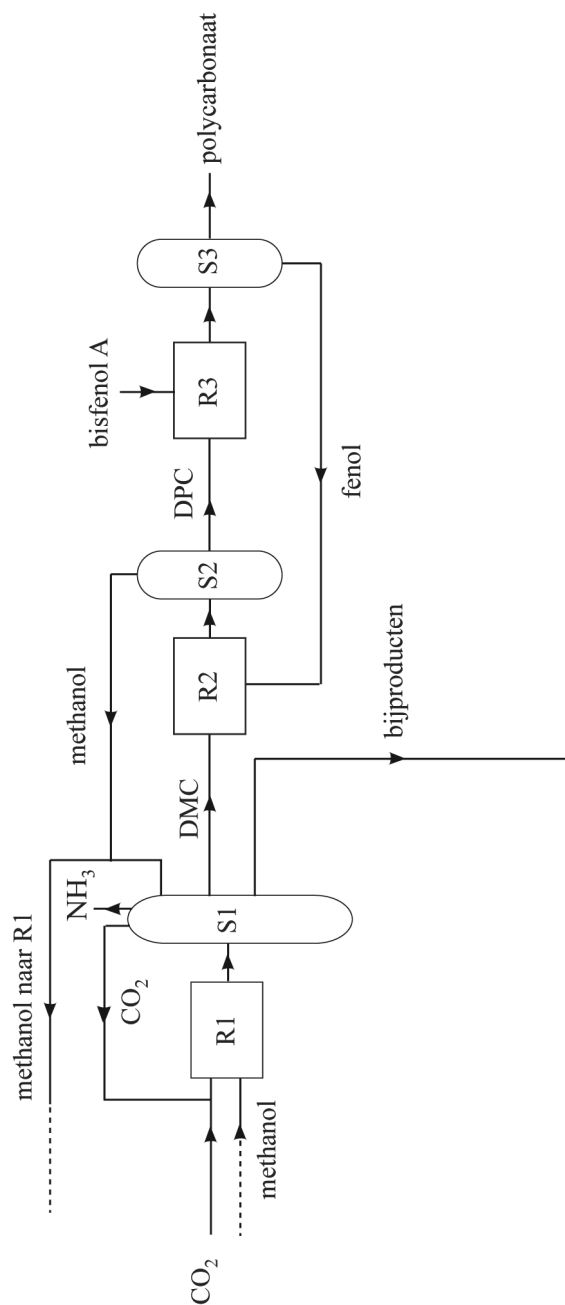 methanol naar R1
CO₂
NH₃
methanol
CO₂
methanol
R1
S1
DMC
R2
S2
DPC
bisfenol A
R3
S3
polycarbonaat
fenol
bijproducten